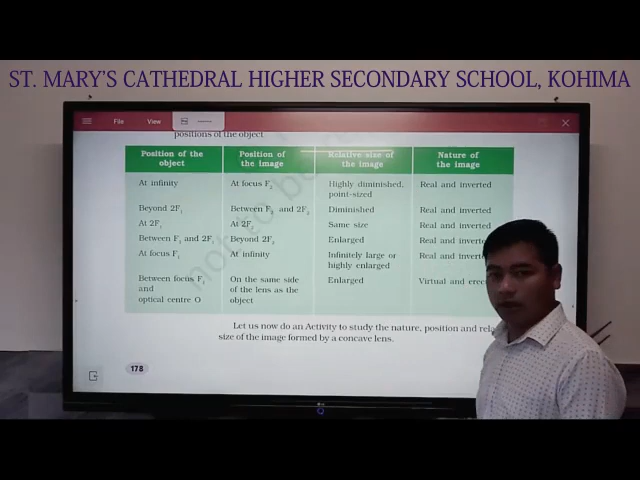 ST. MARY'S CATHEDRAL HIGHER SECONDARY SCHOOL, KOHIMA
File View
positions of the object
Position of the object Position of the image Relative size of the image Nature of the image
At infinity At focus F₂ Highly diminished, point-sized Real and inverted
Beyond 2F₁ Between F₂ and 2F₂ Diminished Real and inverted
At 2F₁ At 2F₂ Same size Real and inverted
Between F₁ and 2F₁ Beyond 2F₂ Enlarged Real and inverted
At focus F₁ At infinity Infinitely large or highly enlarged Real and
Between focus F₁ and optical centre O On the same side of the lens as the object Enlarged Virtual and
Let us now do an Activity to study the nature, position and
size of the image formed by a concave lens.
178